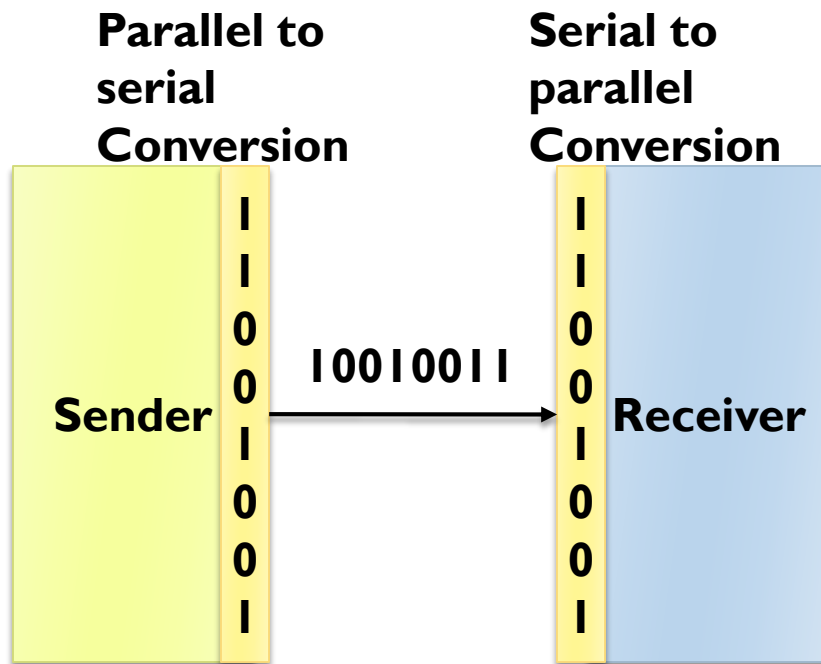 Parallel to
serial
Conversion
Serial to
parallel
Conversion
Sender
1
1
0
0
1
0
0
1
10010011
1
1
0
0
1
0
0
1
Receiver